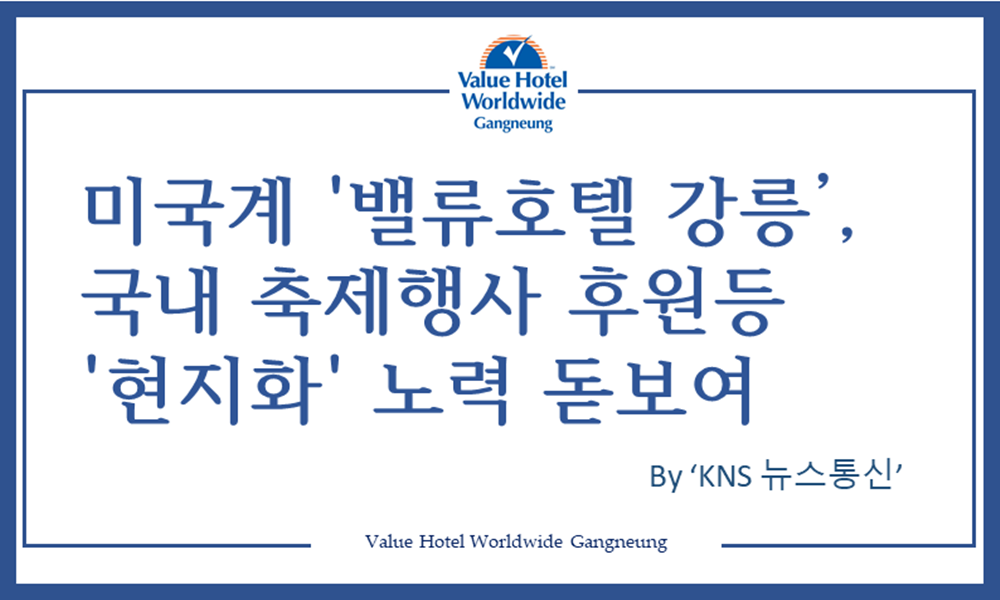 Value Hotel
Worldwide
Gangneung
미국계 '밸류호텔 강릉’,
국내 축제행사 후원등
'현지화' 노력 돋보여
By ‘KNS 뉴스통신’
Value Hotel Worldwide Gangneung